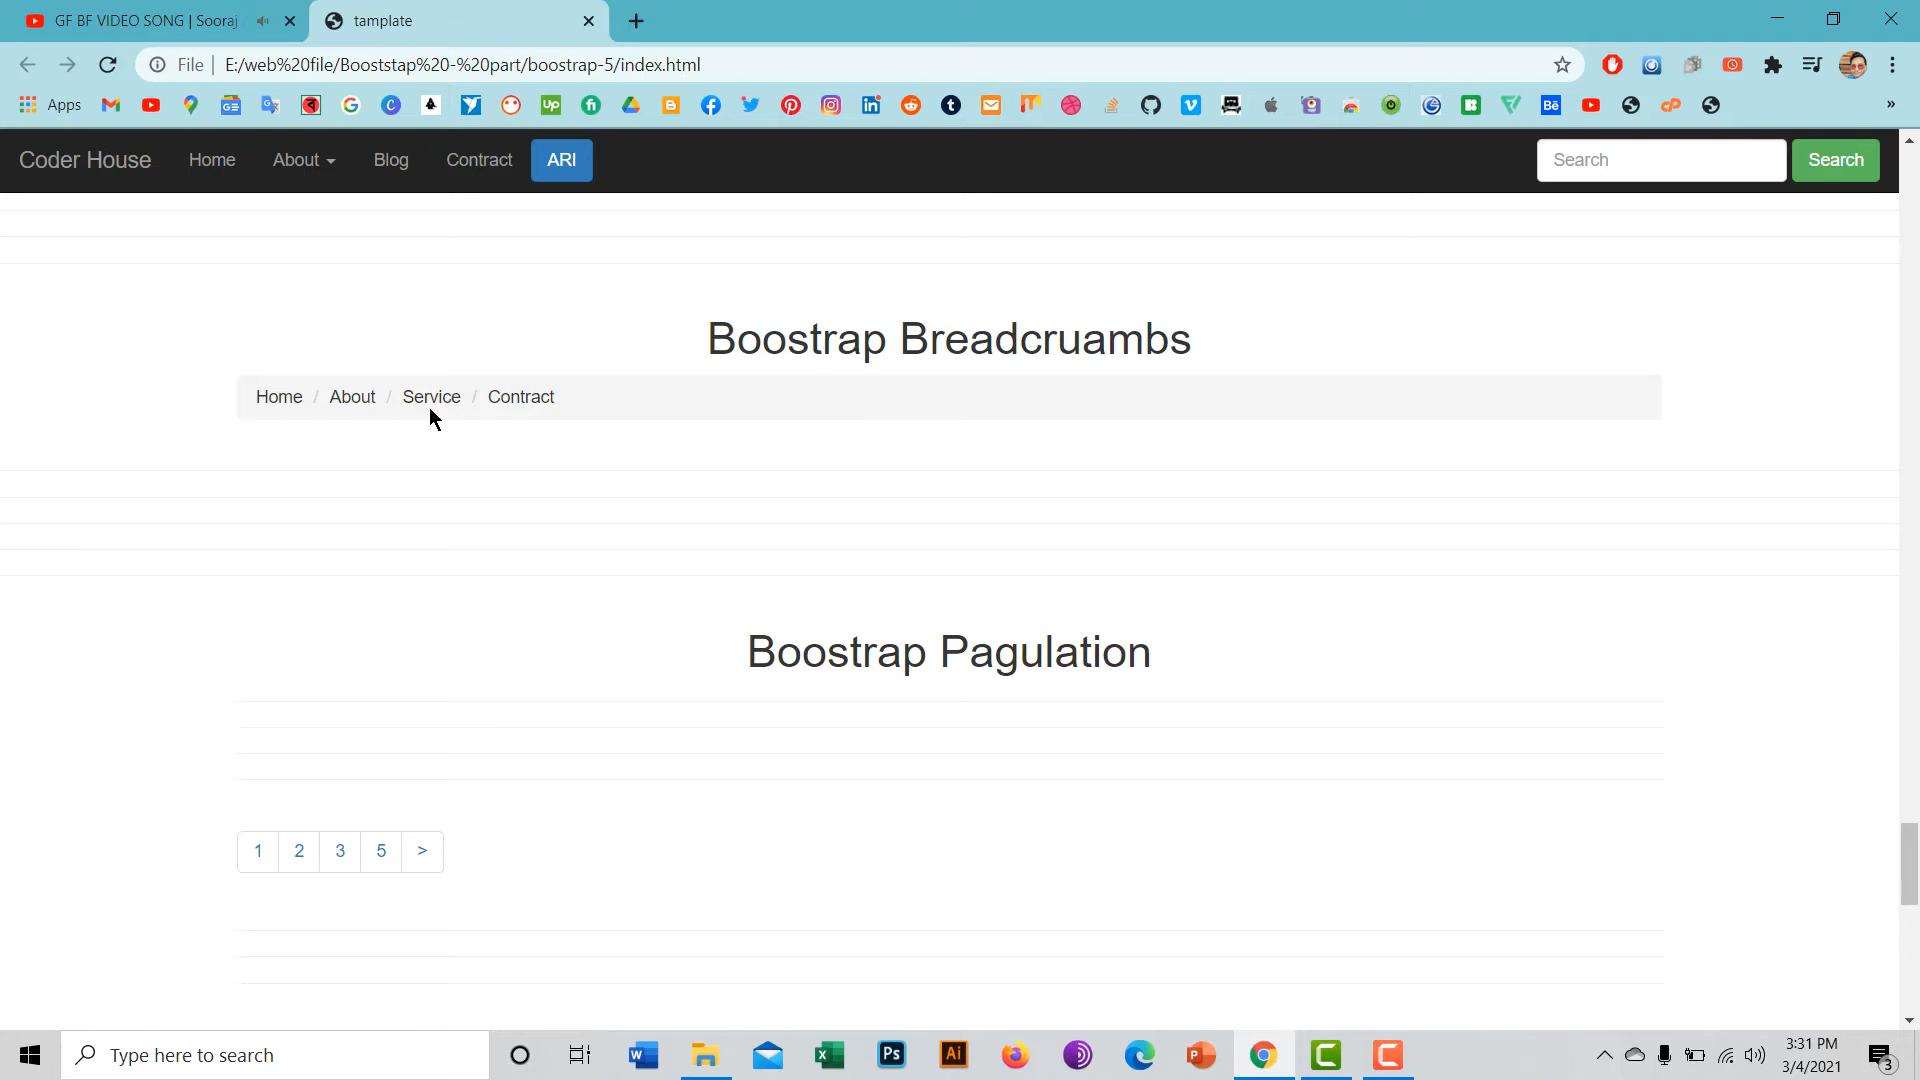 GF BF VIDEO SONG | Sooraj
tamplate
File
E:/web%20file/Booststap%20-%20part/boostrap-5/index.html
Apps
Coder House
Home
About
Blog
Contract
ARI
Search
Search
Boostrap Breadcruambs
Home / About / Service / Contract
Boostrap Pagulation
1 2 3 5 >
Type here to search
3:31 PM
3/4/2021
3